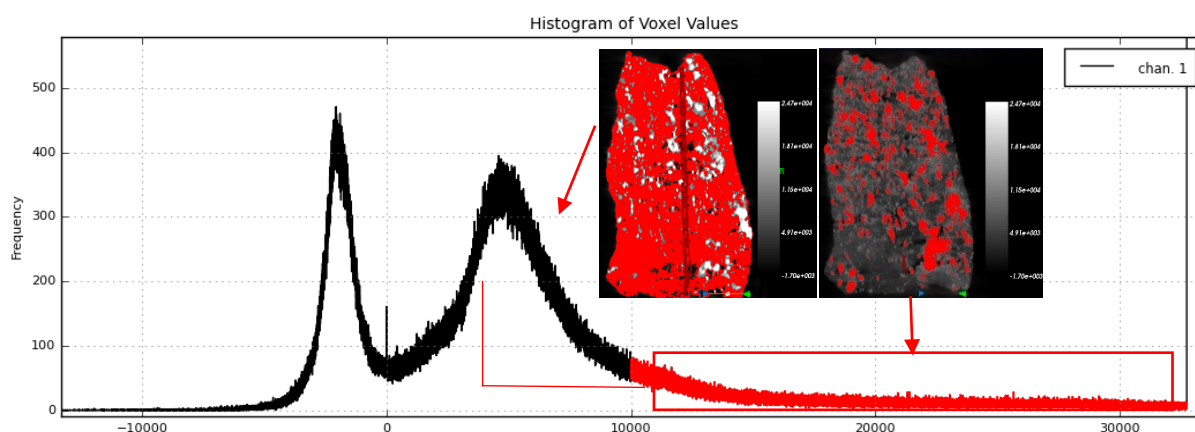 Histogram of Voxel Values
chan. 1
Frequency
500
400
300
200
100
0
−10000
0
10000
20000
30000
2.47e+004
1.81e+004
1.15e+004
4.91e+003
-1.70e+003
2.47e+004
1.81e+004
1.15e+004
4.91e+003
-1.70e+003